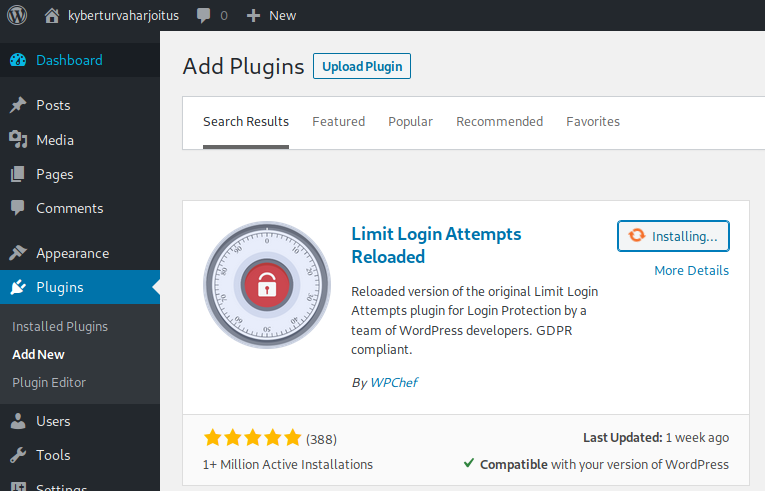 kyberturvaharjoitus 0 New
Dashboard
Posts
Media
Pages
Comments
Appearance
Plugins
Installed Plugins
Add New
Plugin Editor
Users
Tools
Settings
Add Plugins Upload Plugin
Search Results Featured Popular Recommended Favorites
Limit Login Attempts
Reloaded
Installing...
More Details
Reloaded version of the original Limit Login
Attempts plugin for Login Protection by a
team of WordPress developers. GDPR
compliant.
By WPChef
(388)
1+ Million Active Installations
Last Updated: 1 week ago
Compatible with your version of WordPress